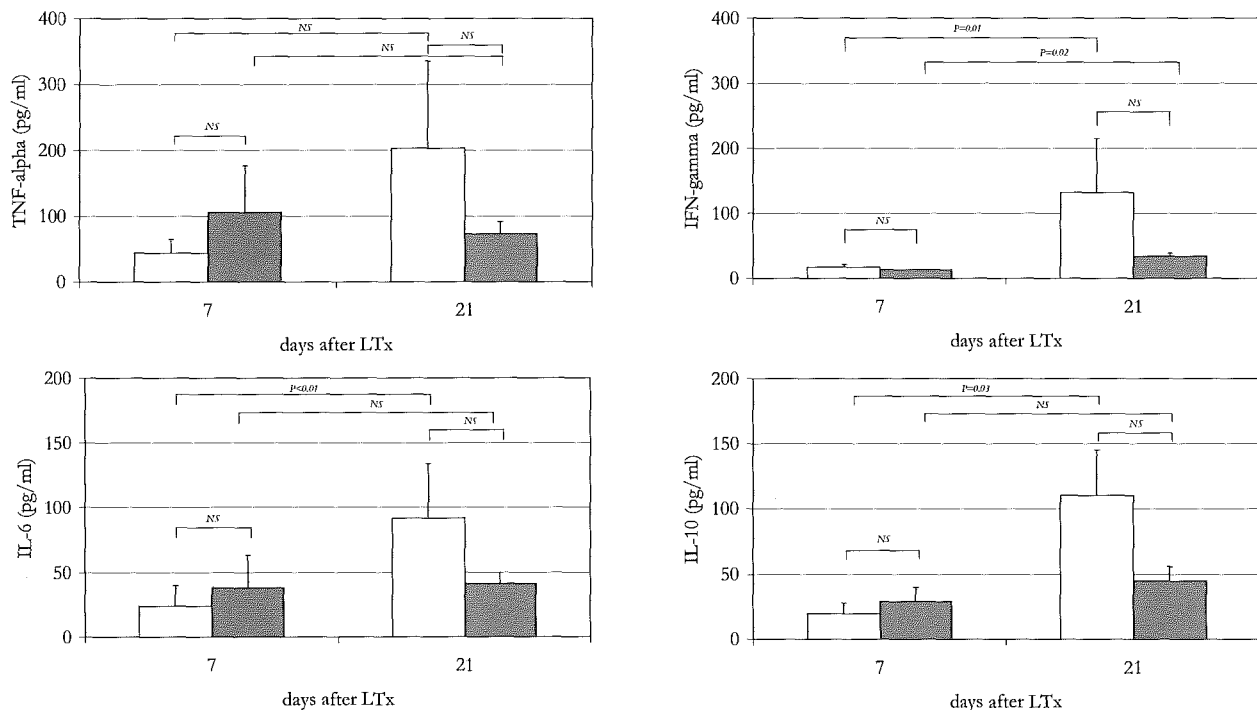 400
300
200
100
0
TNF-alpha (pg/ml)
NS
NS
NS
NS
7
21
days after LTx
400
300
200
100
0
IFN-gamma (pg/ml)
P=0.01
P=0.02
NS
NS
7
21
days after LTx
200
150
100
50
0
IL-6 (pg/ml)
P<0.01
NS
NS
NS
7
21
days after LTx
200
150
100
50
0
IL-10 (pg/ml)
P=0.03
NS
NS
NS
7
21
days after LTx